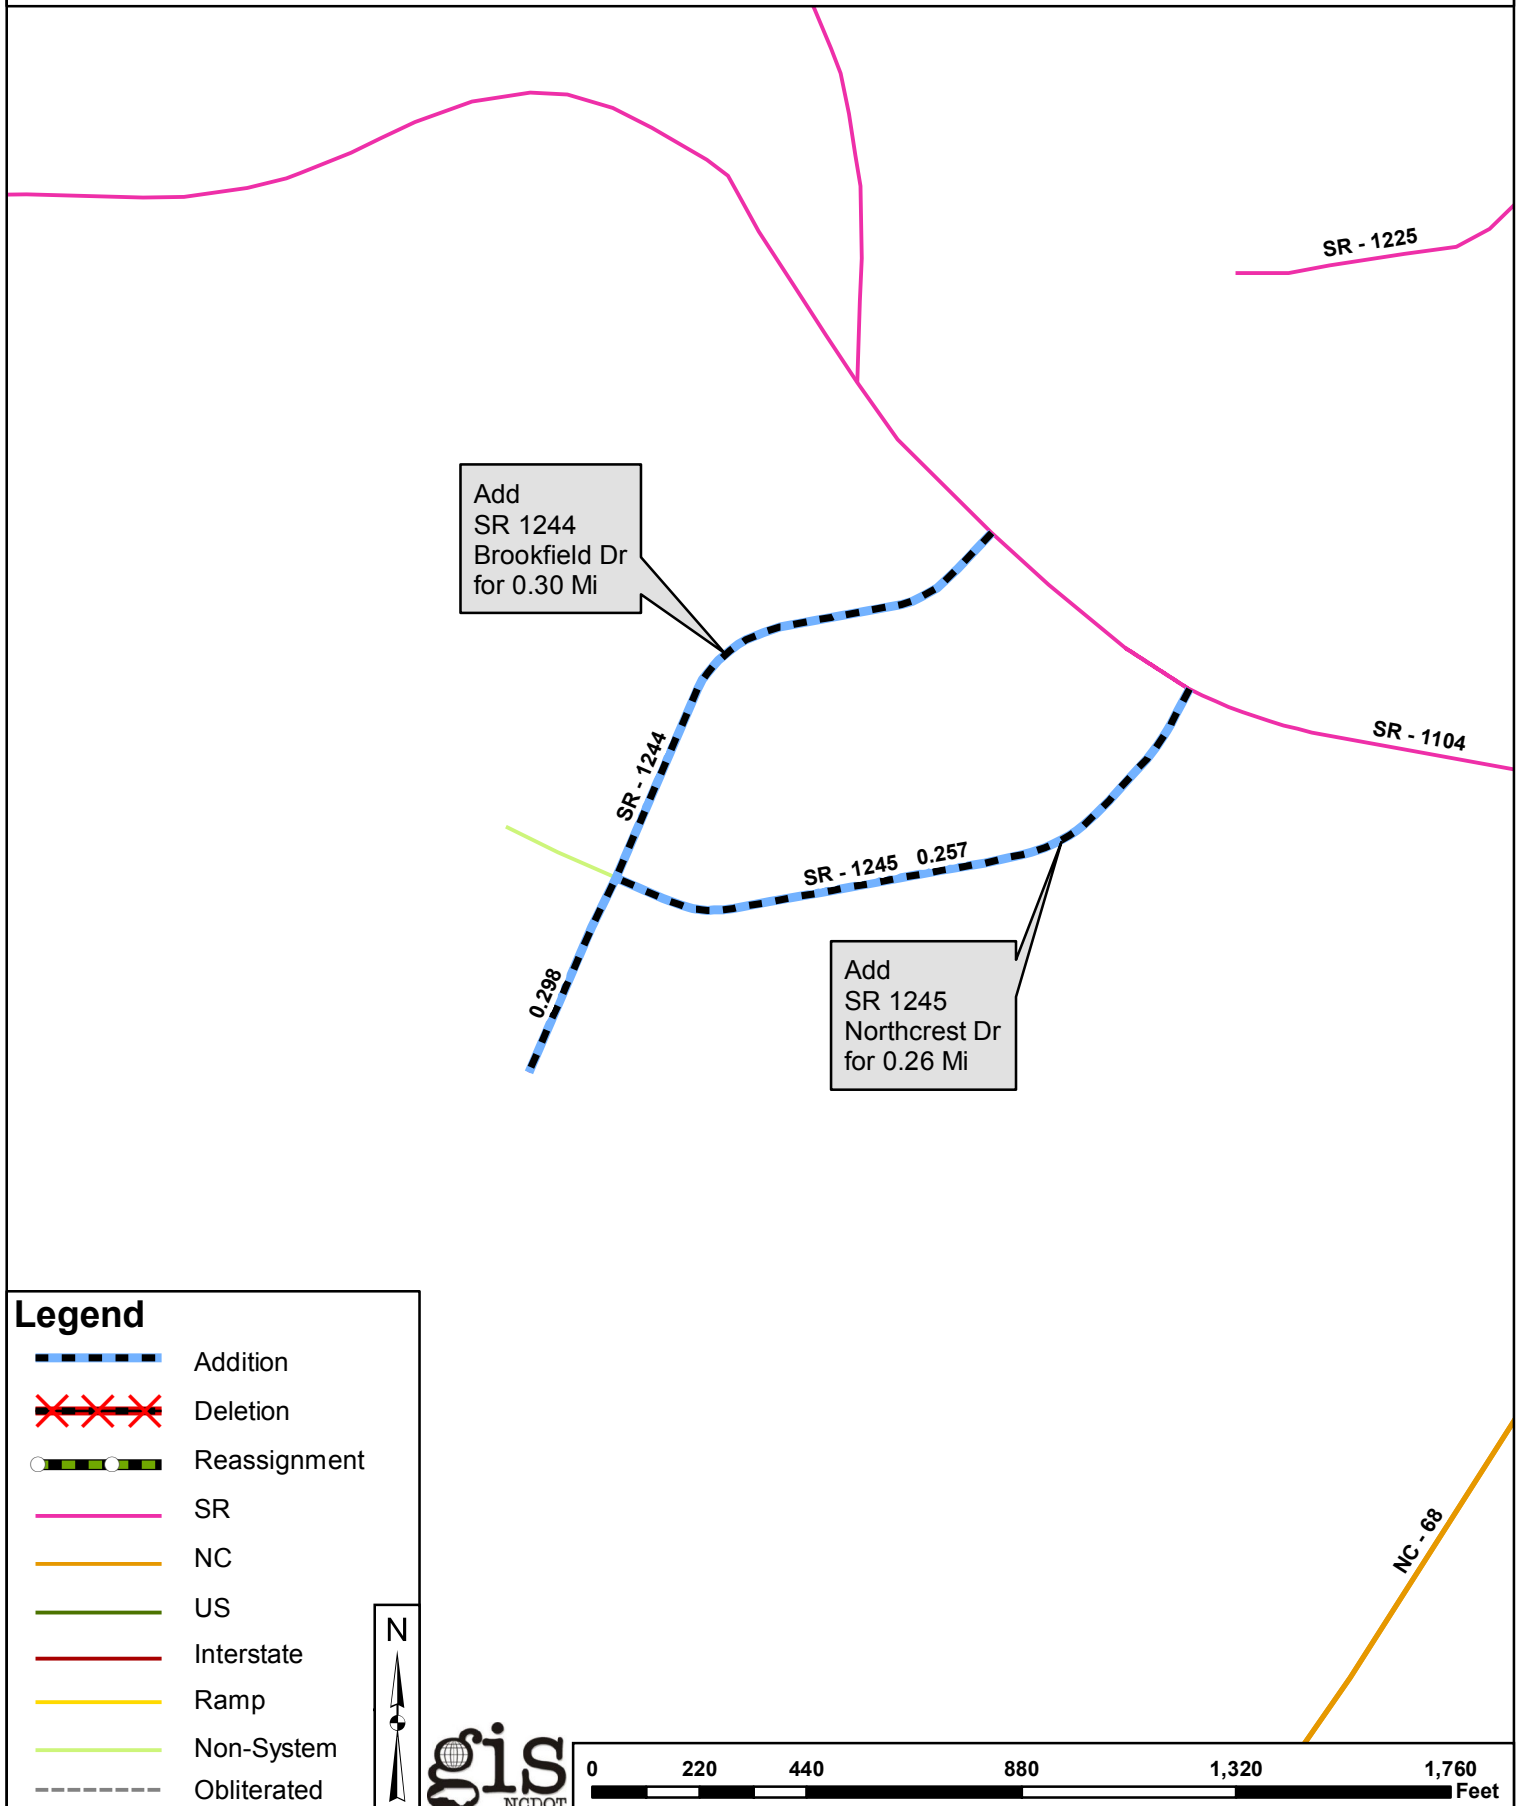 SR - 1225
Add
SR 1244
Brookfield Dr
for 0.30 Mi
SR - 1104
SR - 1244
SR - 1245 0.257
0.298
Add
SR 1245
Northcrest Dr
for 0.26 Mi
Legend
Addition
Deletion
Reassignment
SR
NC
US
Interstate
Ramp
Non-System
Obliterated
N
NC - 68
gis
NCDOT
0 220 440 880 1,320 1,760
Feet